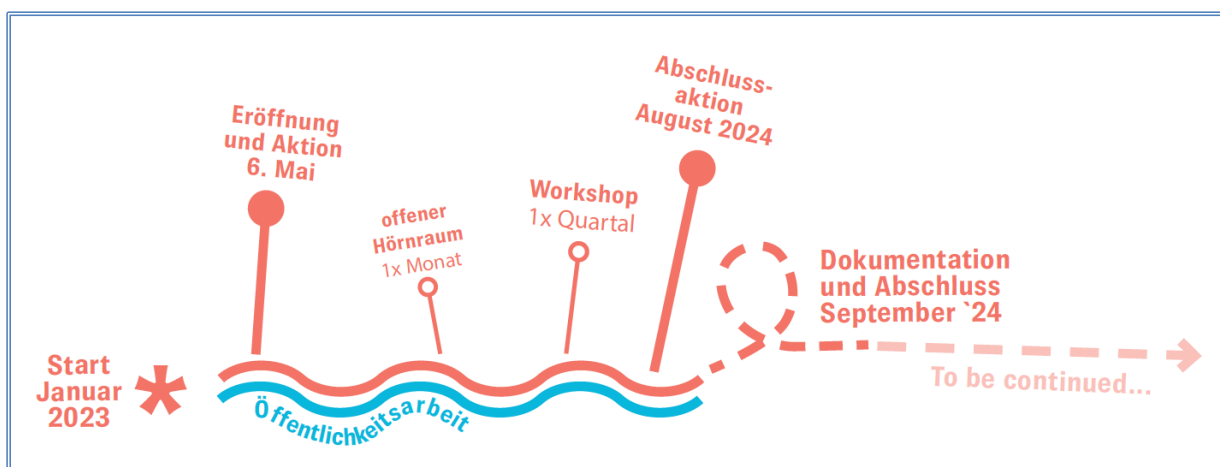 Start
Januar
2023
Eröffnung
und Aktion
6. Mai
offener
Hörnraum
1x Monat
Workshop
1x Quartal
Abschluss-
aktion
August 2024
Dokumentation
und Abschluss
September `24
To be continued...
Öffentlichkeitsarbeit